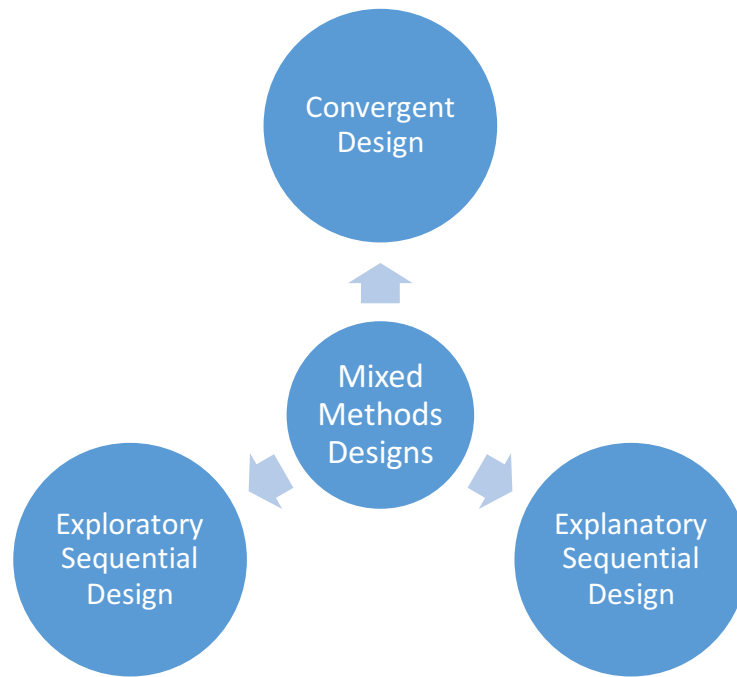 Convergent
Design
Mixed
Methods
Designs
Exploratory
Sequential
Design
Explanatory
Sequential
Design